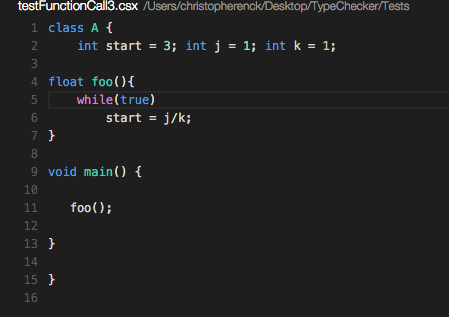 testFunctionCall3.csx /Users/christopherenck/Desktop/TypeChecker/Tests
1 class A {
2     int start = 3; int j = 1; int k = 1;
3
4 float foo(){
5     while(true)
6         start = j/k;
7 }
8
9 void main() {
10
11    foo();
12
13 }
14
15 }
16